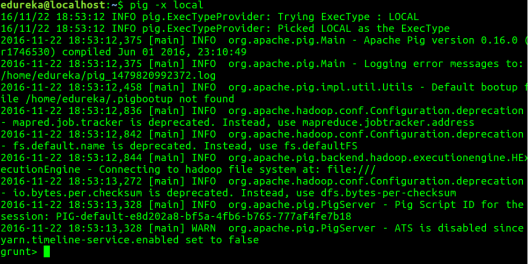 edureka@localhost:~$ pig -x local
16/11/22 18:53:12 INFO pig.ExecTypeProvider: Trying ExecType : LOCAL
16/11/22 18:53:12 INFO pig.ExecTypeProvider: Picked LOCAL as the ExecType
2016-11-22 18:53:12,375 [main] INFO  org.apache.pig.Main - Apache Pig version 0.16.0 (
r1746530) compiled Jun 01 2016, 23:10:49
2016-11-22 18:53:12,375 [main] INFO  org.apache.pig.Main - Logging error messages to:
/home/edureka/pig_1479820992372.log
2016-11-22 18:53:12,458 [main] INFO  org.apache.pig.impl.util.Utils - Default bootup f
ile /home/edureka/.pigbootup not found
2016-11-22 18:53:12,836 [main] INFO  org.apache.hadoop.conf.Configuration.deprecation
- mapred.job.tracker is deprecated. Instead, use mapreduce.jobtracker.address
2016-11-22 18:53:12,842 [main] INFO  org.apache.hadoop.conf.Configuration.deprecation
- fs.default.name is deprecated. Instead, use fs.defaultFS
2016-11-22 18:53:12,844 [main] INFO  org.apache.pig.backend.hadoop.executionengine.HEx
ecutionEngine - Connecting to hadoop file system at: file:///
2016-11-22 18:53:13,272 [main] INFO  org.apache.hadoop.conf.Configuration.deprecation
- io.bytes.per.checksum is deprecated. Instead, use dfs.bytes-per-checksum
2016-11-22 18:53:13,328 [main] INFO  org.apache.pig.PigServer - Pig Script ID for the
session: PIG-default-e8d202a8-bf5a-4fb6-b765-777af4fe7b18
2016-11-22 18:53:13,328 [main] WARN  org.apache.pig.PigServer - ATS is disabled since
yarn.timeline-service.enabled set to false
grunt>